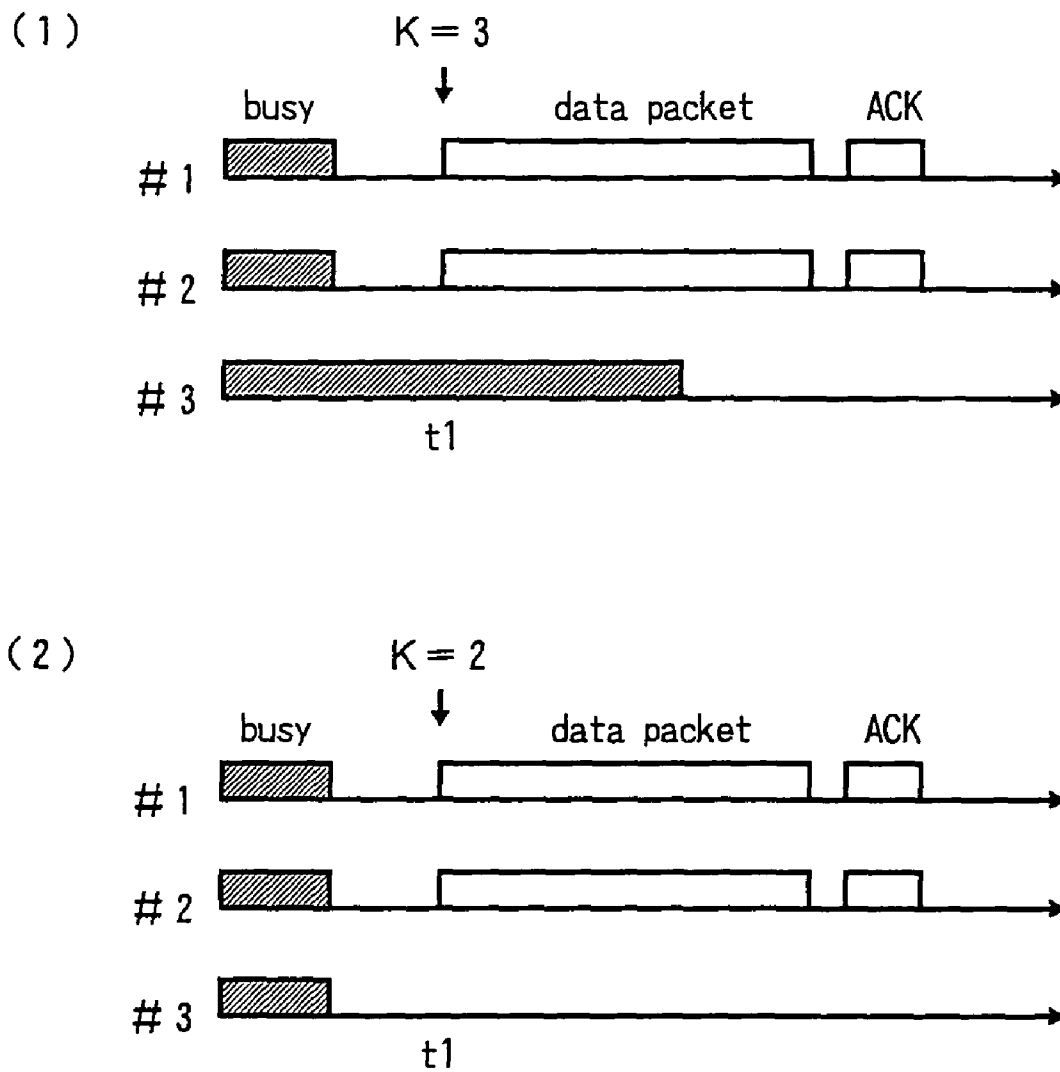 (1)
K = 3
busy data packet ACK
#1
#2
#3
t1
(2)
K = 2
busy data packet ACK
#1
#2
#3
t1